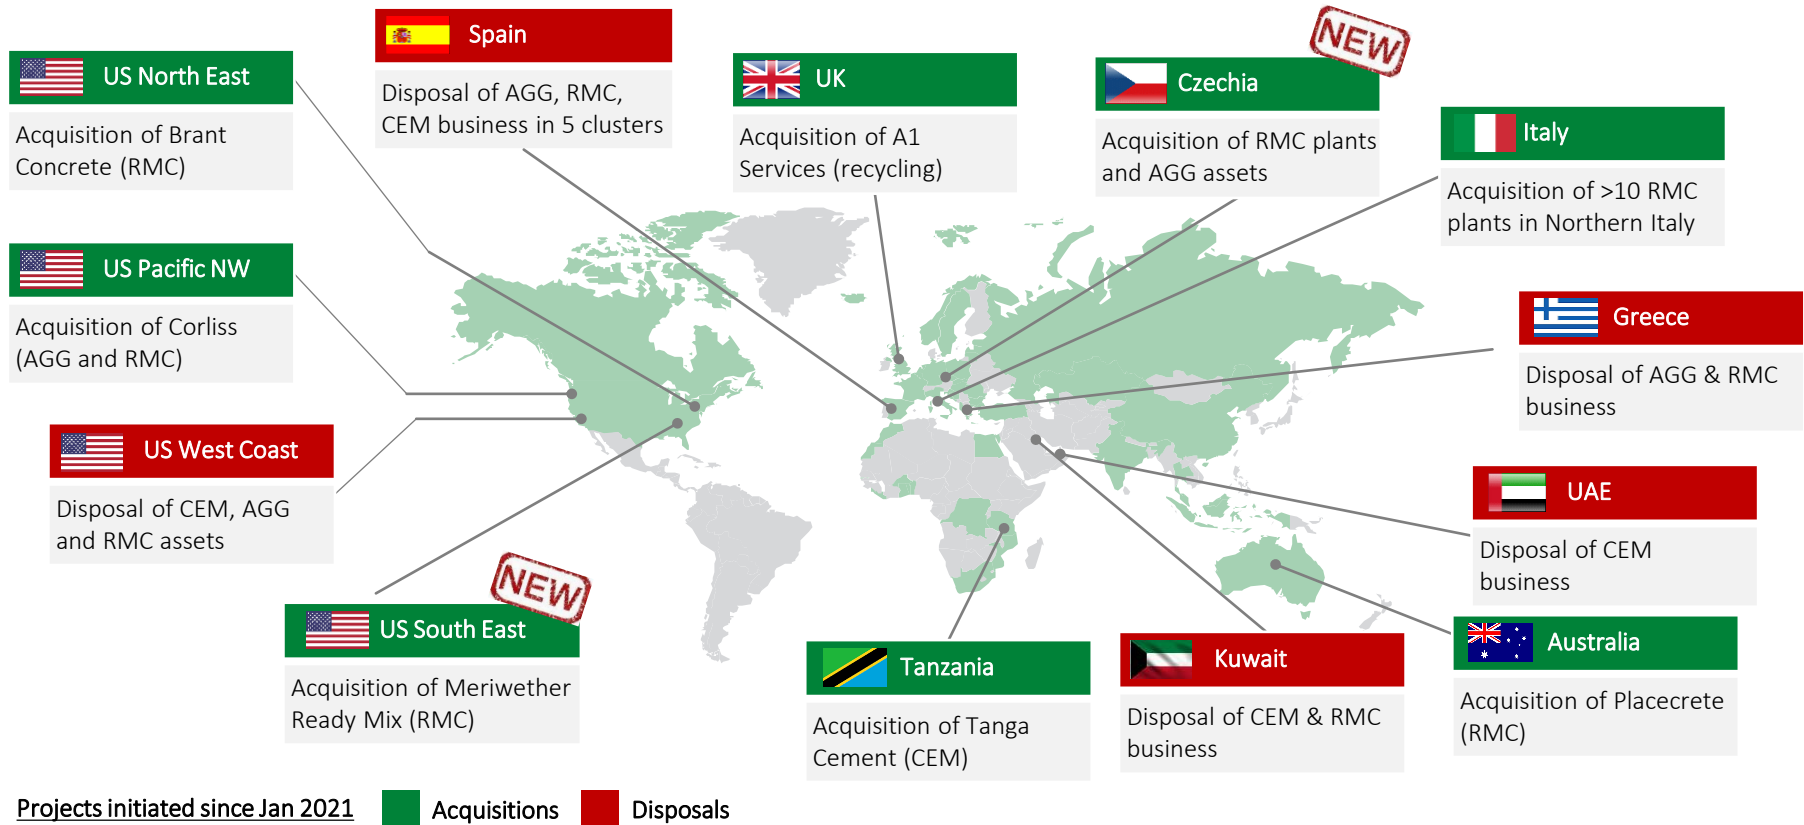 US North East
Acquisition of Brant
Concrete (RMC)
Spain
Disposal of AGG, RMC,
CEM business in 5 clusters
UK
Acquisition of A1
Services (recycling)
NEW
Czechia
Acquisition of RMC plants
and AGG assets
Italy
Acquisition of >10 RMC
plants in Northern Italy
US Pacific NW
Acquisition of Corliss
(AGG and RMC)
Greece
Disposal of AGG & RMC
business
US West Coast
Disposal of CEM, AGG
and RMC assets
UAE
Disposal of CEM
business
NEW
US South East
Acquisition of Meriwether
Ready Mix (RMC)
Tanzania
Acquisition of Tanga
Cement (CEM)
Kuwait
Disposal of CEM & RMC
business
Australia
Acquisition of Placecrete
(RMC)
Projects initiated since Jan 2021
Acquisitions
Disposals